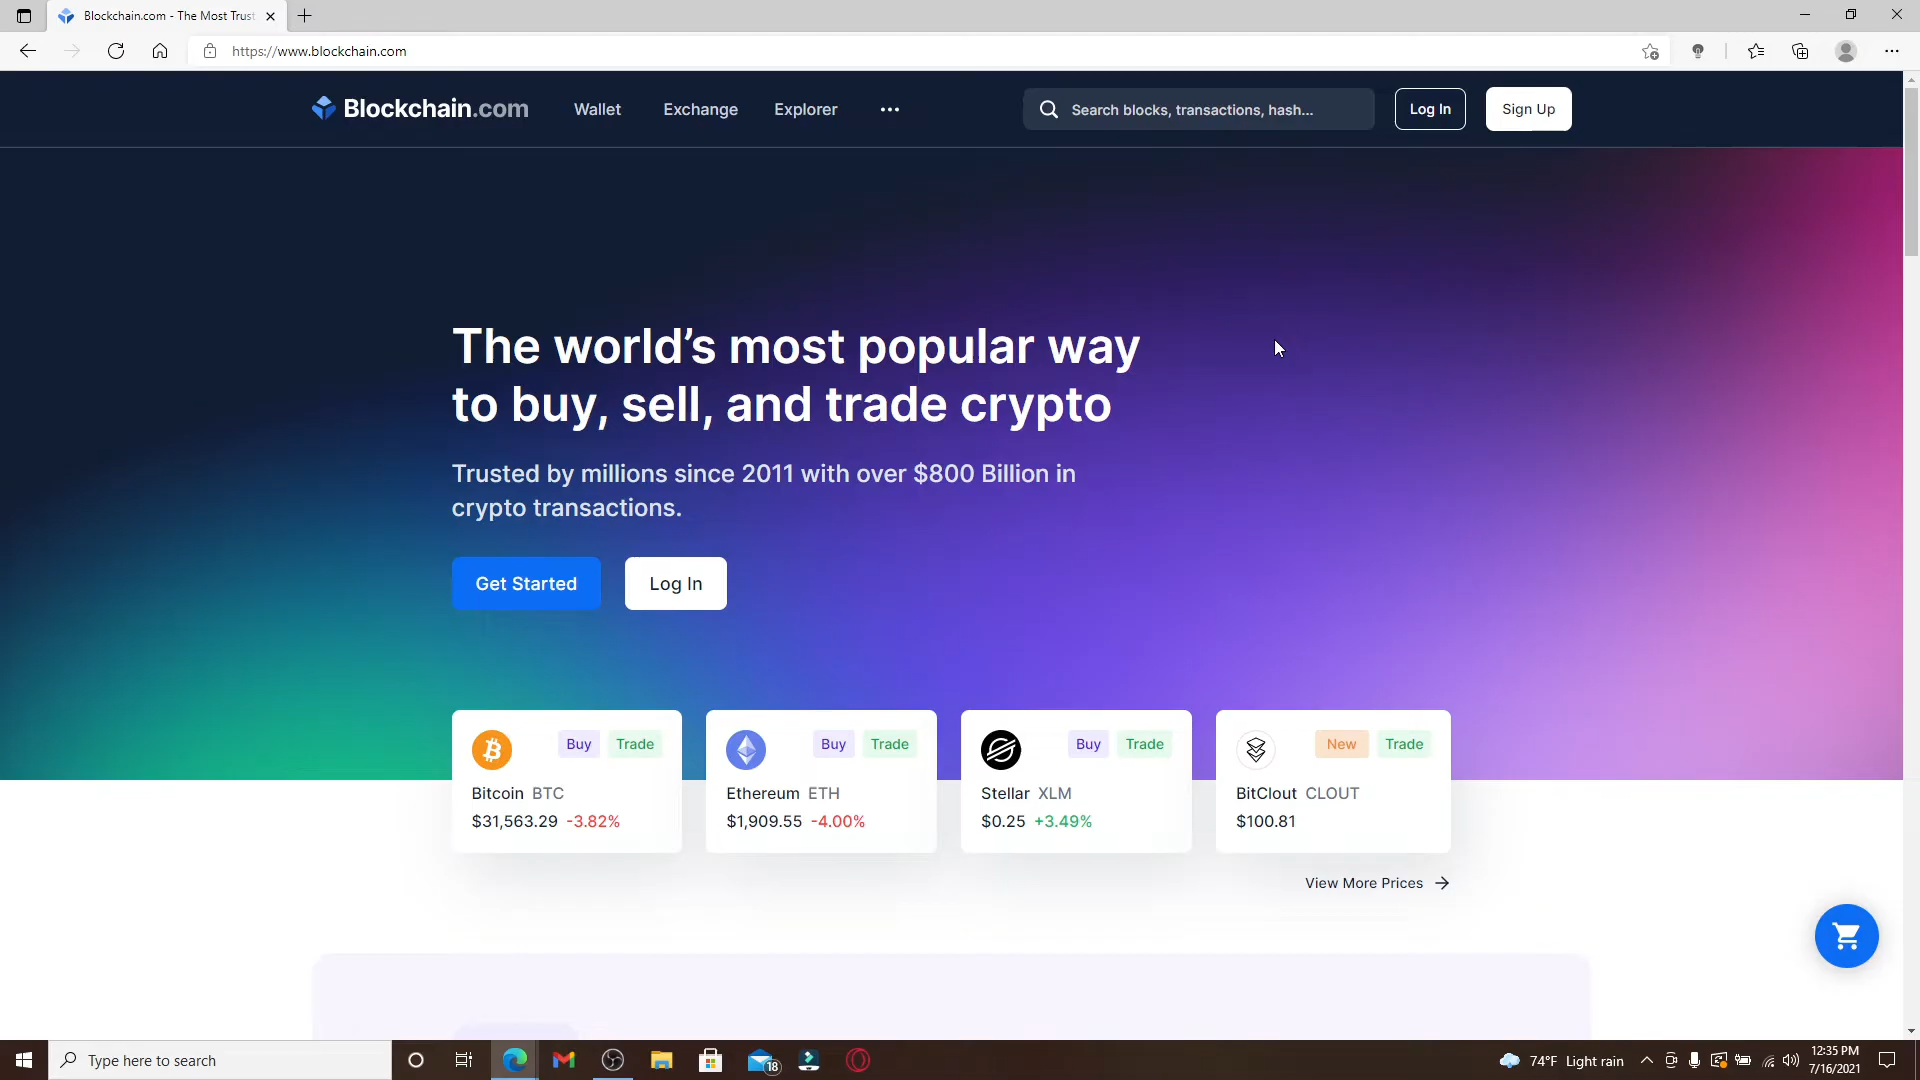 Blockchain.com - The Most Trust
https://www.blockchain.com
Blockchain.com
Wallet
Exchange
Explorer
Search blocks, transactions, hash...
Log In
Sign Up
The world’s most popular way
to buy, sell, and trade crypto
Trusted by millions since 2011 with over $800 Billion in
crypto transactions.
Get Started
Log In
Buy
Trade
Bitcoin BTC
$31,563.29 -3.82%
Buy
Trade
Ethereum ETH
$1,909.55 -4.00%
Buy
Trade
Stellar XLM
$0.25 +3.49%
New
Trade
BitClout CLOUT
$100.81
View More Prices
Type here to search
18
74°F Light rain
12:35 PM
7/16/2021